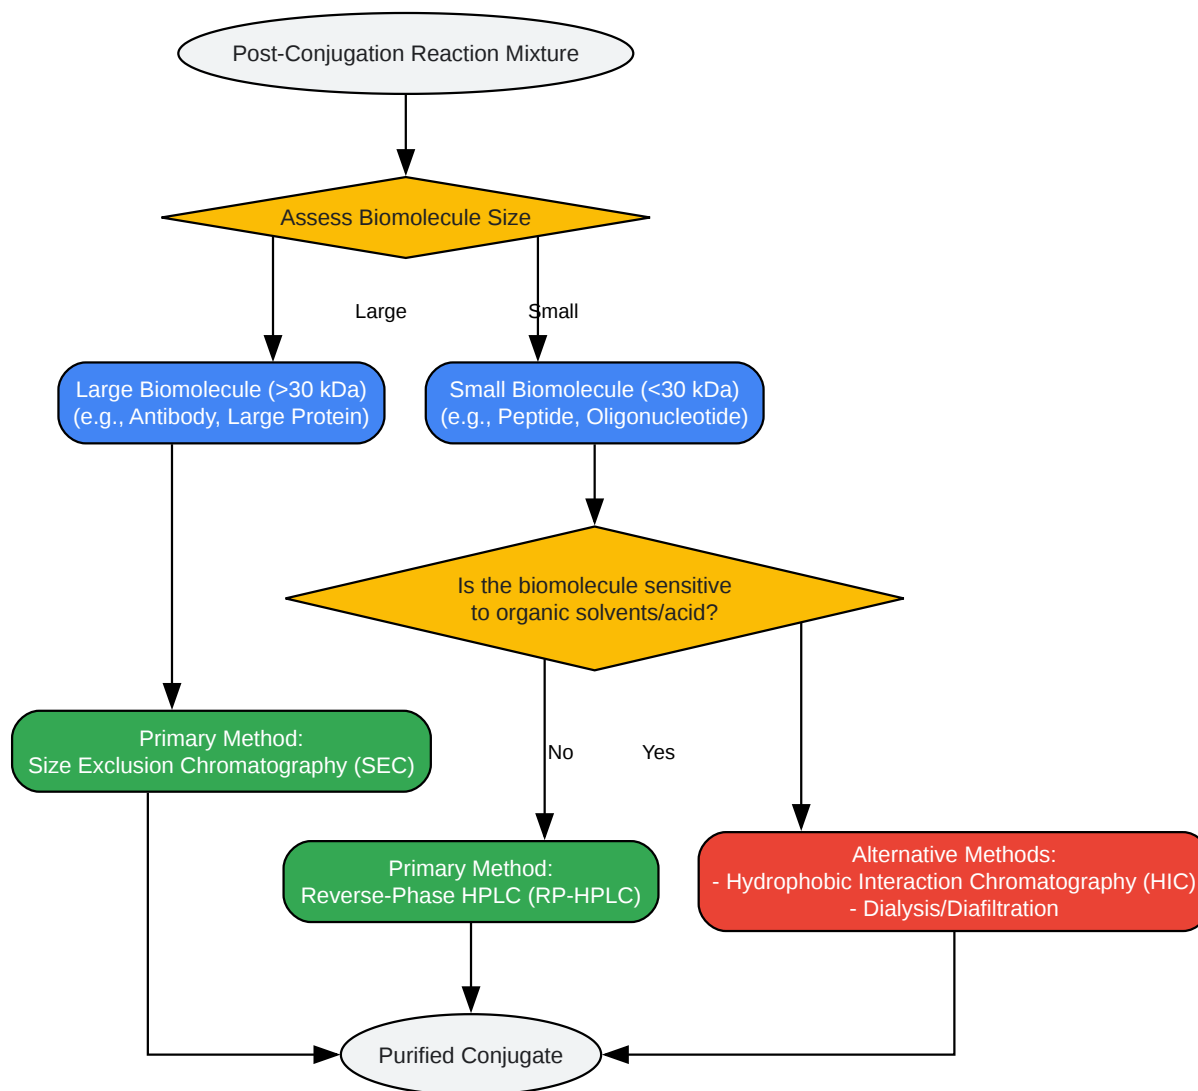 Post-Conjugation Reaction Mixture
Assess Biomolecule Size
Large
Small
Large Biomolecule (>30 kDa)
(e.g., Antibody, Large Protein)
Small Biomolecule (<30 kDa)
(e.g., Peptide, Oligonucleotide)
Is the biomolecule sensitive
to organic solvents/acid?
Primary Method:
Size Exclusion Chromatography (SEC)
No
Yes
Primary Method:
Reverse-Phase HPLC (RP-HPLC)
Alternative Methods:
- Hydrophobic Interaction Chromatography (HIC)
- Dialysis/Diafiltration
Purified Conjugate